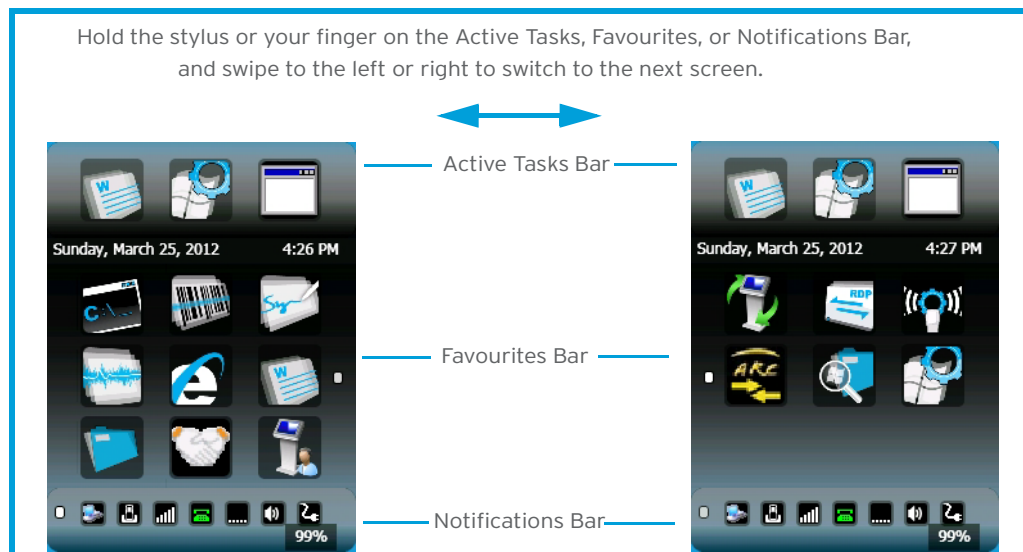 Hold the stylus or your finger on the Active Tasks, Favourites, or Notifications Bar,
and swipe to the left or right to switch to the next screen.
Active Tasks Bar
W
W
Sunday, March 25, 2012 4:26 PM
Sunday, March 25, 2012 4:27 PM
C:\
RDP
Favourites Bar
e
W
ARC
Notifications Bar
99%
99%